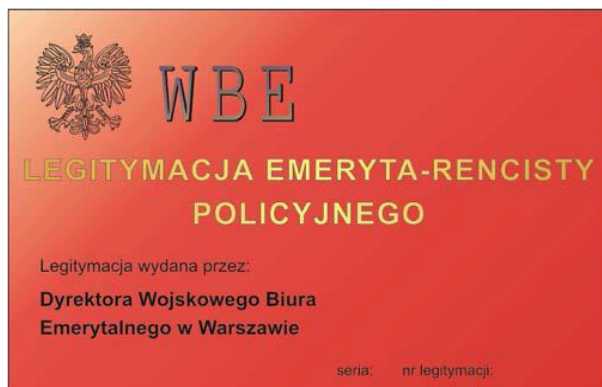 WBE
LEGITYMACJA EMERYTA-RENCISTY
POLICYJNEGO
Legitymacja wydana przez:
Dyrektora Wojskowego Biura
Emerytalnego w Warszawie
seria: nr legitymacji: